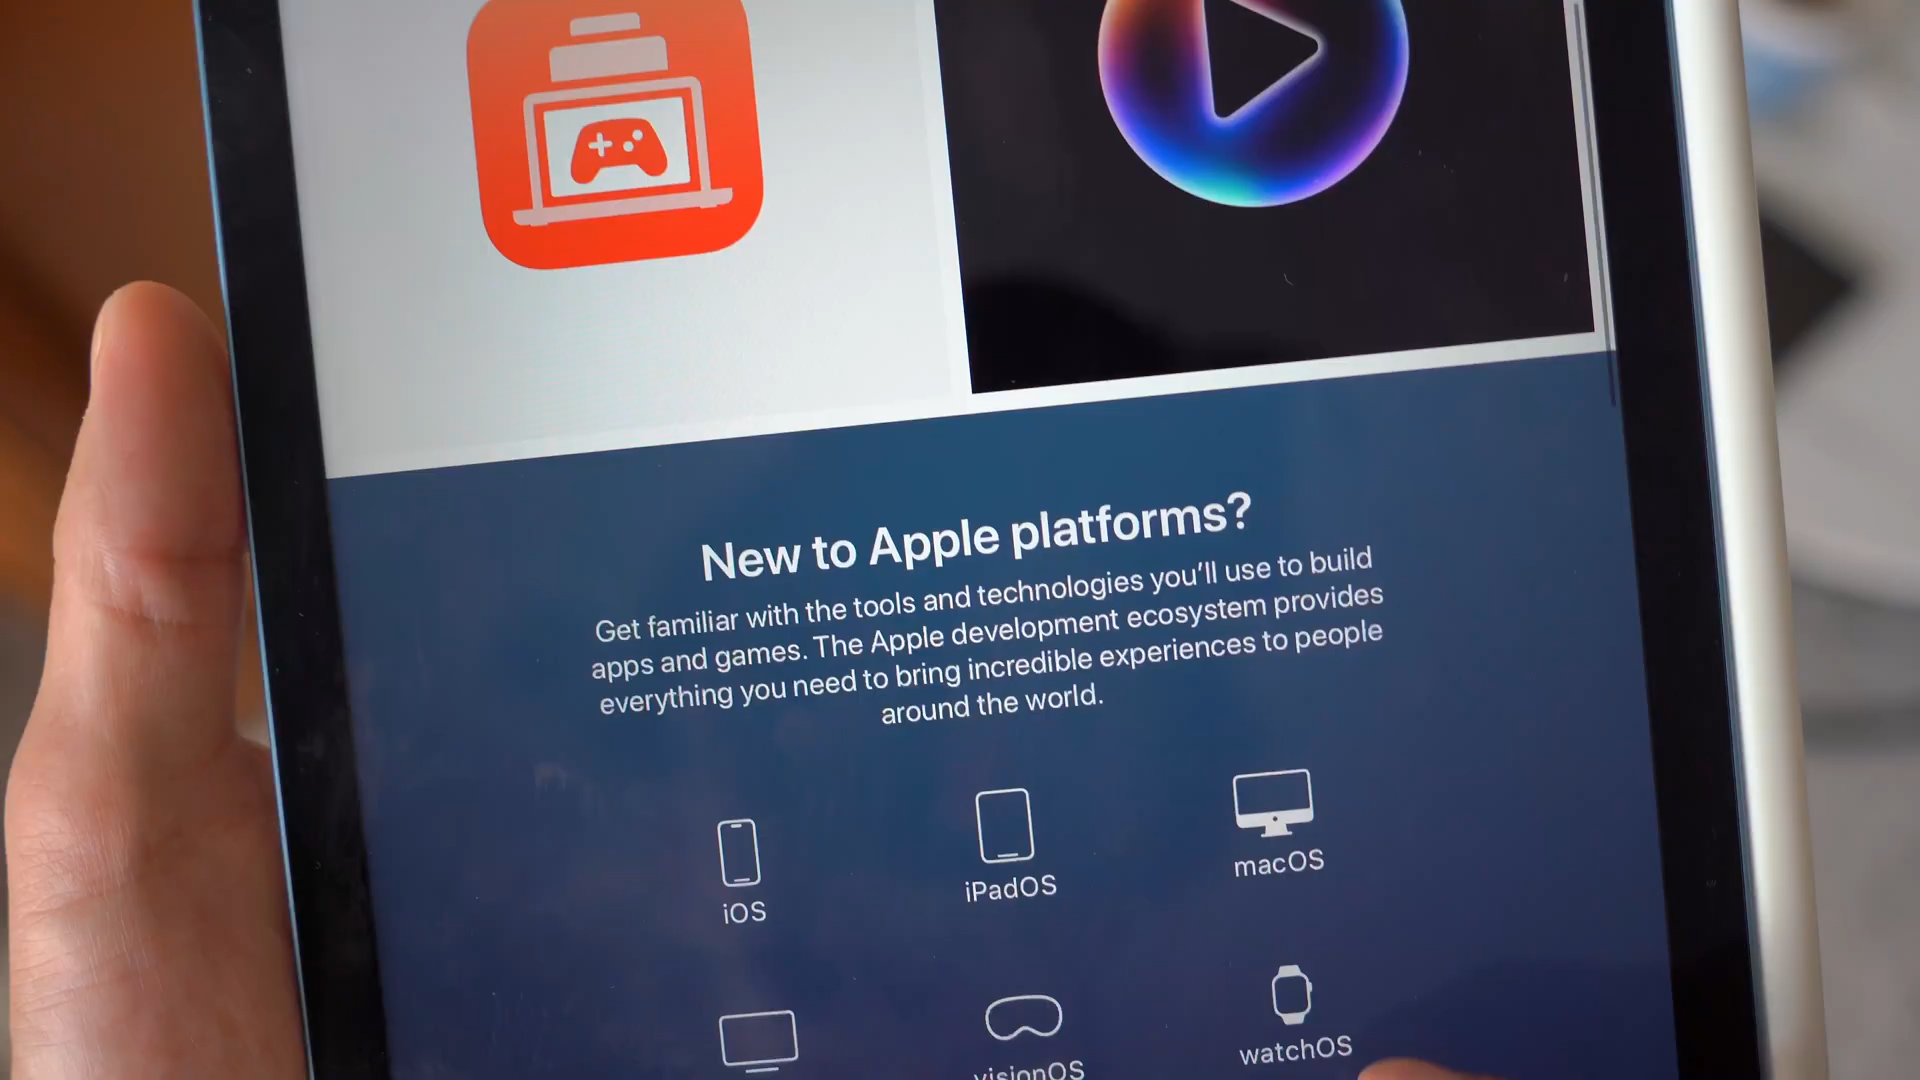 New to Apple platforms?
Get familiar with the tools and technologies you'll use to build
apps and games. The Apple development ecosystem provides
everything you need to bring incredible experiences to people
around the world.
iOS
iPadOS
macOS
visionOS
watchOS